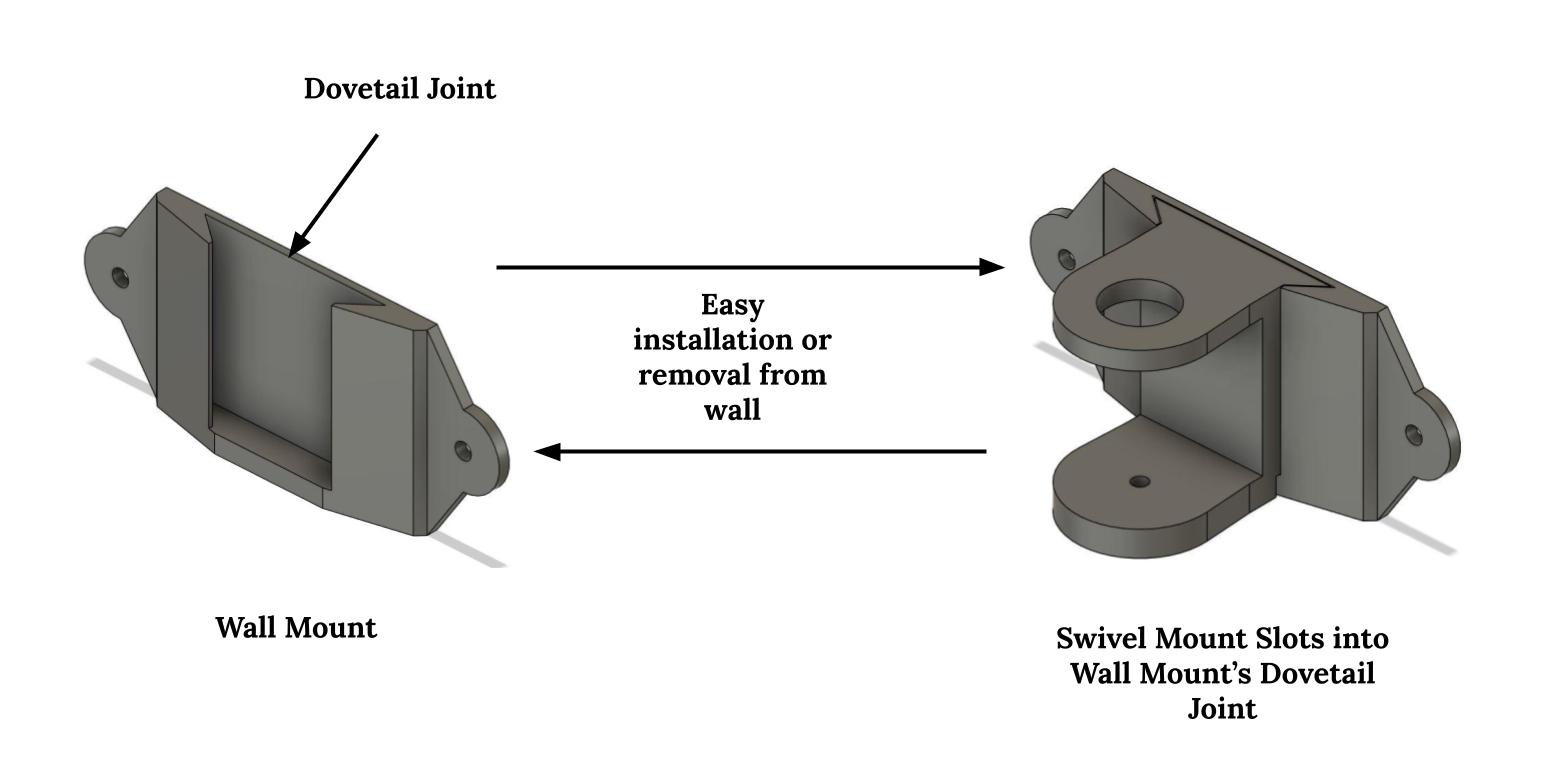 Dovetail Joint
Easy
installation or
removal from
wall
Wall Mount
Swivel Mount Slots into
Wall Mount’s Dovetail
Joint